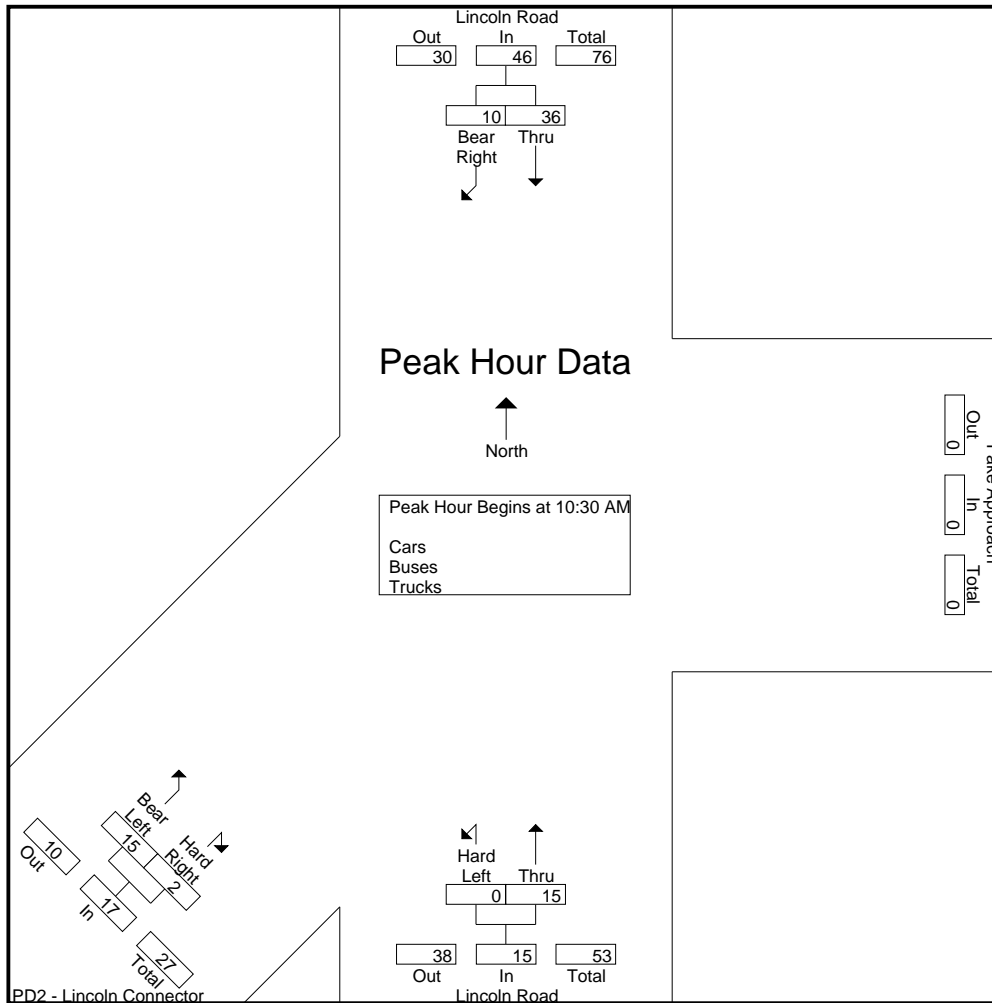 Lincoln Road
Out In Total
30 46 76
10 36
Bear Right Thru
Peak Hour Data
North
Peak Hour Begins at 10:30 AM
Cars
Buses
Trucks
Out In Total
0 0 0
Approach
Bear Left Hard Right
15 2
Out In Total
10 17 27
PD2 - Lincoln Connector
Hard Left Thru
0 15
38 15 53
Out In Total
Lincoln Road